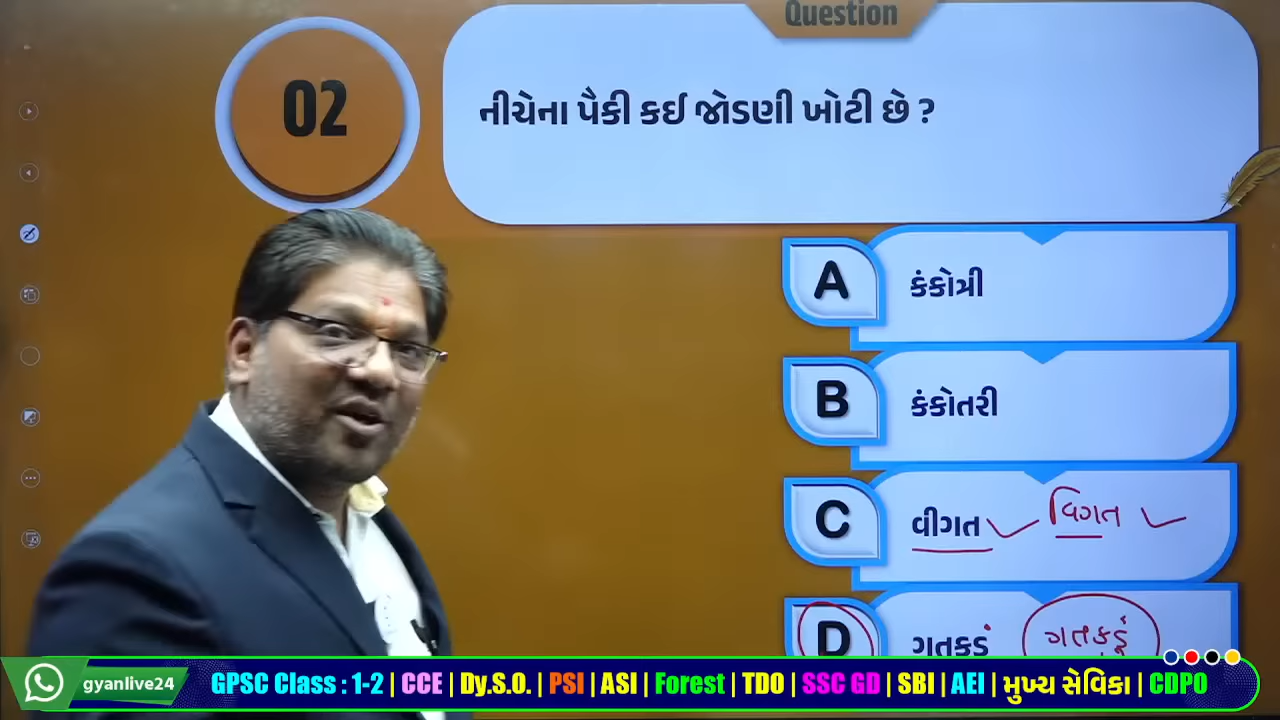 Question
02
નીચેના પૈકી કઈ જોડણી ખોટી છે ?
A કંકોત્રી
B કંકોતરી
C વીગત વિગત
D ગતકડં ગતકડું
gyanlive24
GPSC Class : 1-2 | CCE | Dy.S.O. | PSI | ASI | Forest | TDO | SSC GD | SBI | AEI | મુખ્ય સેવિકા | CDPO